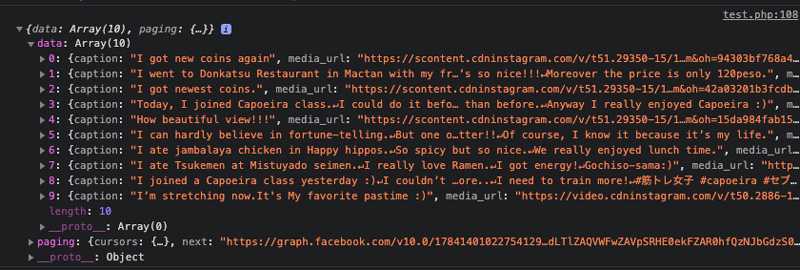 test.php:108
▼{data: Array(10), paging: {…}} i
▼data: Array(10)
▶0: {caption: "I got new coins again", media_url: "https://scontent.cdninstagram.com/v/t51.29350-15/1…m&oh=94303bf768a4…
▶1: {caption: "I went to Donkatsu Restaurant in Mactan with my fr…’s so nice!!!↵Moreover the price is only 120peso.", m…
▶2: {caption: "I got newest coins.", media_url: "https://scontent.cdninstagram.com/v/t51.29350-15/1…m&oh=42a03201b3fcdb…
▶3: {caption: "Today, I joined Capoeira class.↵I could do it befo… than before.↵Anyway I really enjoyed Capoeira :)", m…
▶4: {caption: "How beautiful view!!!", media_url: "https://scontent.cdninstagram.com/v/t51.29350-15/1…m&oh=15da984fab15…
▶5: {caption: "I can hardly believe in fortune-telling.↵But one o…tter!!↵Of course, I know it because it’s my life.", m…
▶6: {caption: "I ate jambalaya chicken in Happy hippos.↵So spicy but so nice.↵We really enjoyed lunch time.", media_url…
▶7: {caption: "I ate Tsukemen at Mistuyado seimen.↵I really love Ramen.↵I got energy!↵Gochiso-sama:)", media_url: "http…
▶8: {caption: "I joined a Capoeira class yesterday :)↵I couldn’t …ore..↵I need to train more!↵#筋トレ女子 #capoeira #セブ…
▶9: {caption: "I’m stretching now.It's My favorite pastime :)", media_url: "https://video.cdninstagram.com/v/t50.2886-1…
length: 10
▶__proto__: Array(0)
▶paging: {cursors: {…}, next: "https://graph.facebook.com/v10.0/17841401022754129…dLTlZAQVWFwZAVpSRHE0ekFZAR0hfQzNJbGdzS0…
▶__proto__: Object